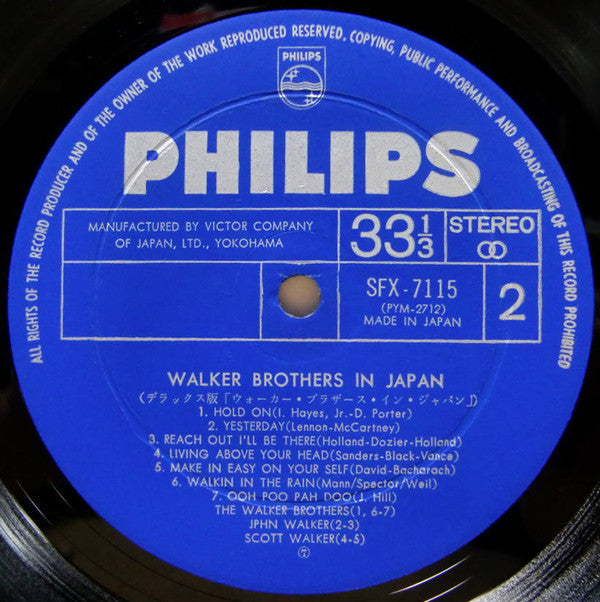 ALL RIGHTS OF THE RECORD PRODUCER AND OF THE OWNER OF THE WORK REPRODUCED RESERVED. COPYING, PUBLIC PERFORMANCE AND BROADCASTING OF THIS RECORD PROHIBITED
PHILIPS
PHILIPS
MANUFACTURED BY VICTOR COMPANY
OF JAPAN, LTD., YOKOHAMA
33 1/3
STEREO
SFX-7115
(PYM-2712)
MADE IN JAPAN
2
WALKER BROTHERS IN JAPAN
(デラックス版「ウォーカー・ブラザース・イン・ジャパン」)
1. HOLD ON(I. Hayes, Jr.-D. Porter)
2. YESTERDAY(Lennon-McCartney)
3. REACH OUT I'LL BE THERE(Holland-Dozier-Holland)
4. LIVING ABOVE YOUR HEAD(Sanders-Black-Vance)
5. MAKE IN EASY ON YOUR SELF(David-Bacharach)
6. WALKIN IN THE RAIN(Mann/Spector/Weil)
7. OOH POO PAH DOO(J. Hill)
THE WALKER BROTHERS(1, 6-7)
JPHN WALKER(2-3)
SCOTT WALKER(4-5)
⑦